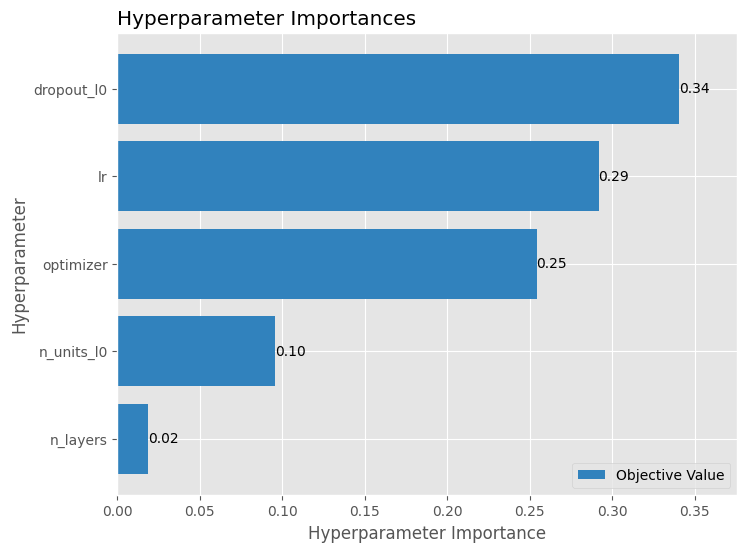 Hyperparameter Importances
Hyperparameter
dropout_l0
0.34
lr
0.29
optimizer
0.25
n_units_l0
0.10
n_layers
0.02
Objective Value
0.00 0.05 0.10 0.15 0.20 0.25 0.30 0.35
Hyperparameter Importance